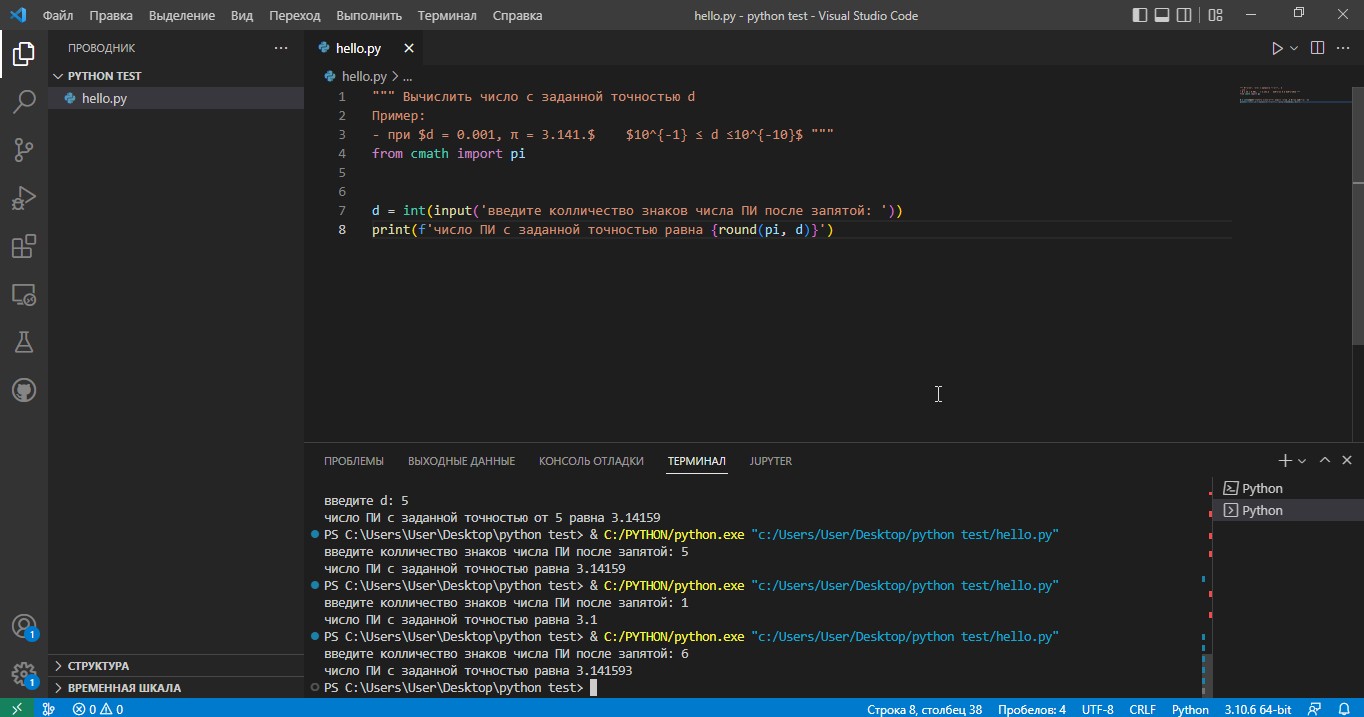 Файл Правка Выделение Вид Переход Выполнить Терминал Справка hello.py - python test - Visual Studio Code
ПРОВОДНИК
PYTHON TEST
hello.py
СТРУКТУРА
ВРЕМЕННАЯ ШКАЛА
1
1
hello.py
hello.py > ...
1 """ Вычислить число c заданной точностью d
2 Пример:
3 - при $d = 0.001, π = 3.141.$    $10^{-1} ≤ d ≤10^{-10}$ """
4 from cmath import pi
5
6
7 d = int(input('введите колличество знаков числа ПИ после запятой: '))
8 print(f'число ПИ с заданной точностью равна {round(pi, d)}')
ПРОБЛЕМЫ ВЫХОДНЫЕ ДАННЫЕ КОНСОЛЬ ОТЛАДКИ ТЕРМИНАЛ JUPYTER
введите d: 5
число ПИ с заданной точностью от 5 равна 3.14159
PS C:\Users\User\Desktop\python test> & C:/PYTHON/python.exe "c:/Users/User/Desktop/python test/hello.py"
введите колличество знаков числа ПИ после запятой: 5
число ПИ с заданной точностью равна 3.14159
PS C:\Users\User\Desktop\python test> & C:/PYTHON/python.exe "c:/Users/User/Desktop/python test/hello.py"
введите колличество знаков числа ПИ после запятой: 1
число ПИ с заданной точностью равна 3.1
PS C:\Users\User\Desktop\python test> & C:/PYTHON/python.exe "c:/Users/User/Desktop/python test/hello.py"
введите колличество знаков числа ПИ после запятой: 6
число ПИ с заданной точностью равна 3.141593
PS C:\Users\User\Desktop\python test>
Python
Python
0 0 Строка 8, столбец 38 Пробелов: 4 UTF-8 CRLF Python 3.10.6 64-bit